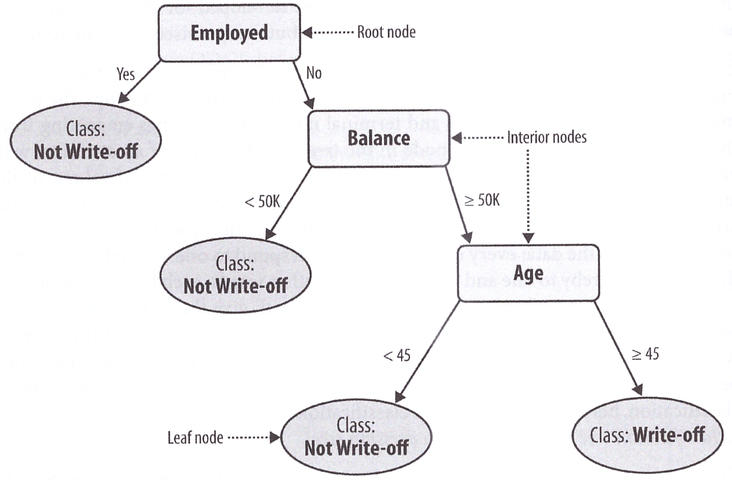 Employed
Root node
Yes
No
Class:
Not Write-off
Balance
Interior nodes
< 50K
≥ 50K
Class:
Not Write-off
Age
< 45
≥ 45
Leaf node
Class:
Not Write-off
Class: Write-off